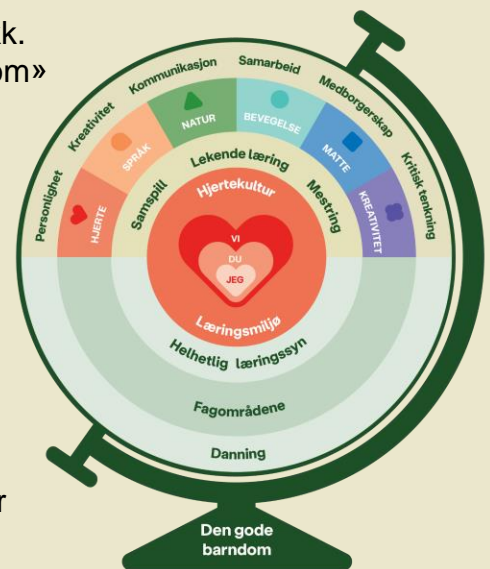 k.
om»
Personlighet
Kreativitet
Kommunikasjon
Samarbeid
Medborgerskap
Kritisk tenkning
HJERTE
SPRÅK
NATUR
BEVEGELSE
MATTE
KREATIVITET
Samspill
Lekende læring
Mestring
Hjertekultur
VI
DU
JEG
Læringsmiljø
Helhetlig læringssyn
Fagområdene
Danning
r
Den gode
barndom